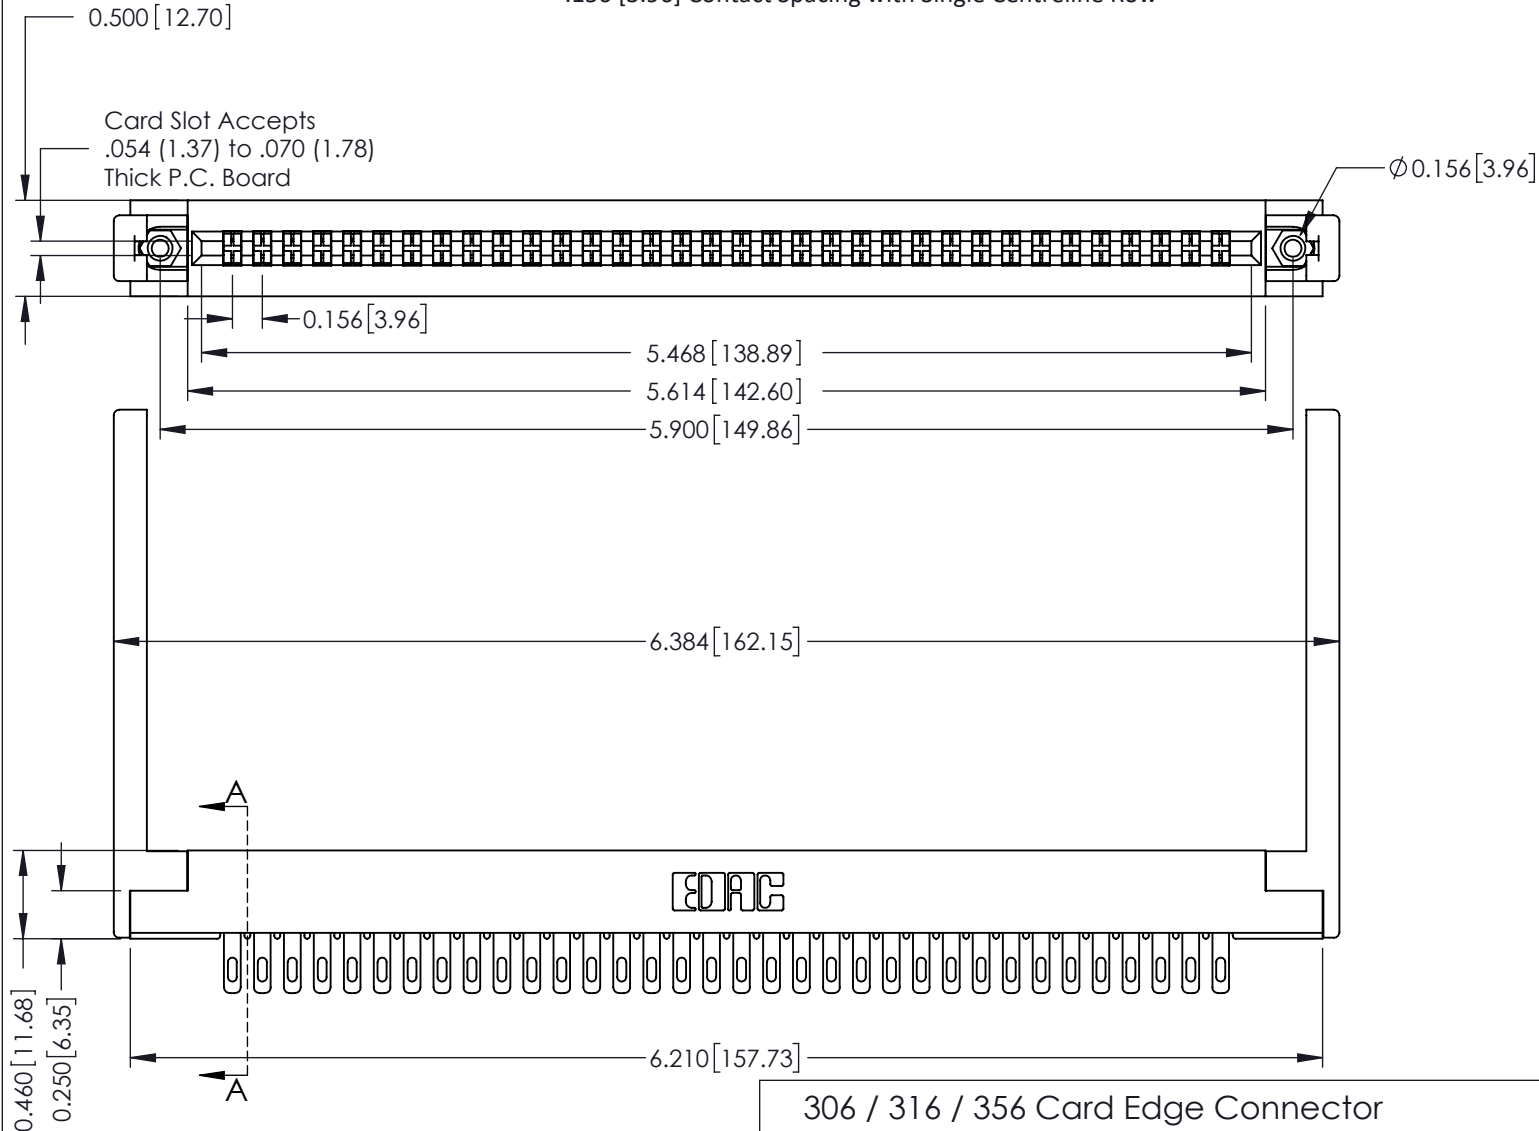 0.500 [12.70]
Card Slot Accepts
.054 (1.37) to .070 (1.78)
Thick P.C. Board
Ø0.156[3.96]
0.156[3.96]
5.468 [138.89]
5.614 [142.60]
5.900 [149.86]
6.384 [162.15]
A
EDAC
0.460 [11.68]
0.250 [6.35]
6.210 [157.73]
A
306 / 316 / 356 Card Edge Connector